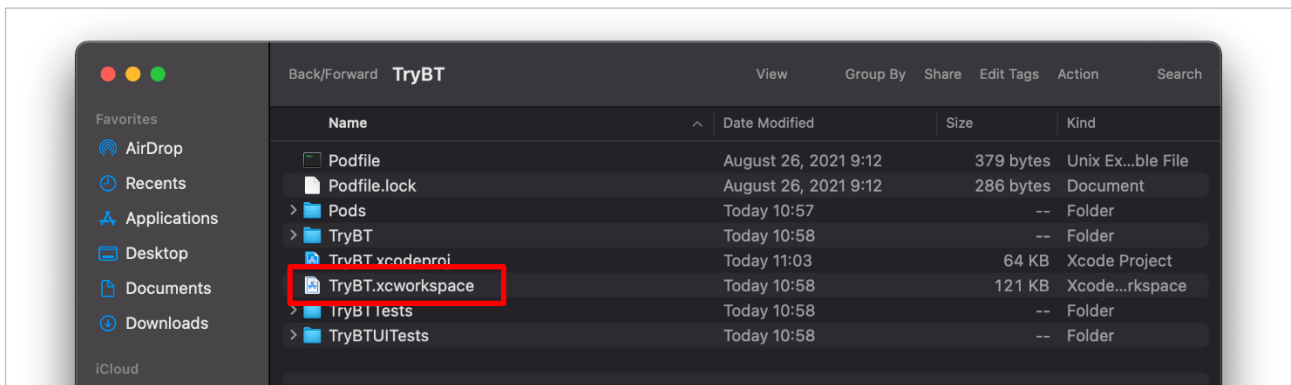 Back/Forward TryBT View Group By Share Edit Tags Action Search
Favorites
Name Date Modified Size Kind
AirDrop
Podfile August 26, 2021 9:12 379 bytes Unix Ex...ble File
Recents
Podfile.lock August 26, 2021 9:12 286 bytes Document
Pods Today 10:57 -- Folder
Applications
TryBT Today 10:58 -- Folder
Desktop
TryBT.xcodeproj Today 11:03 64 KB Xcode Project
Documents
TryBT.xcworkspace Today 10:58 121 KB Xcode...rkspace
TryBTTests Today 10:58 -- Folder
Downloads
TryBTUITests Today 10:58 -- Folder
iCloud